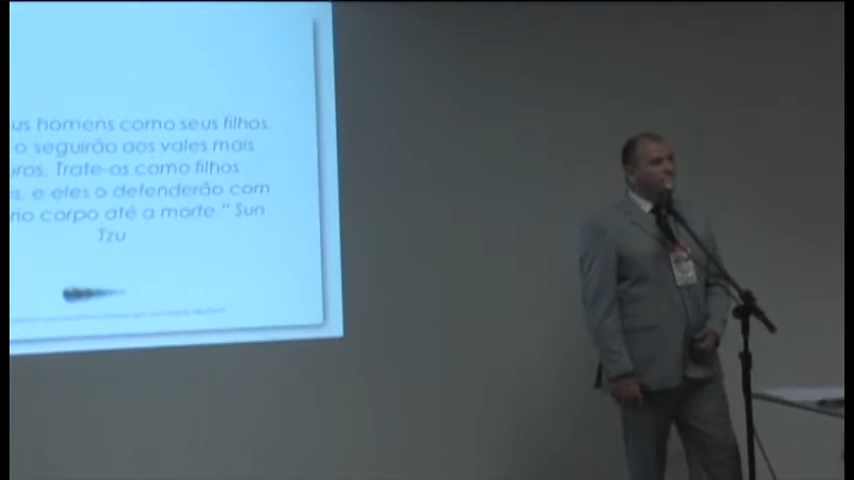 us homens como seus filhos.
o seguirão aos vales mais
uros. Trate-os como filhos
s, e eles o defenderão com
rio corpo até a morte." Sun
Tzu